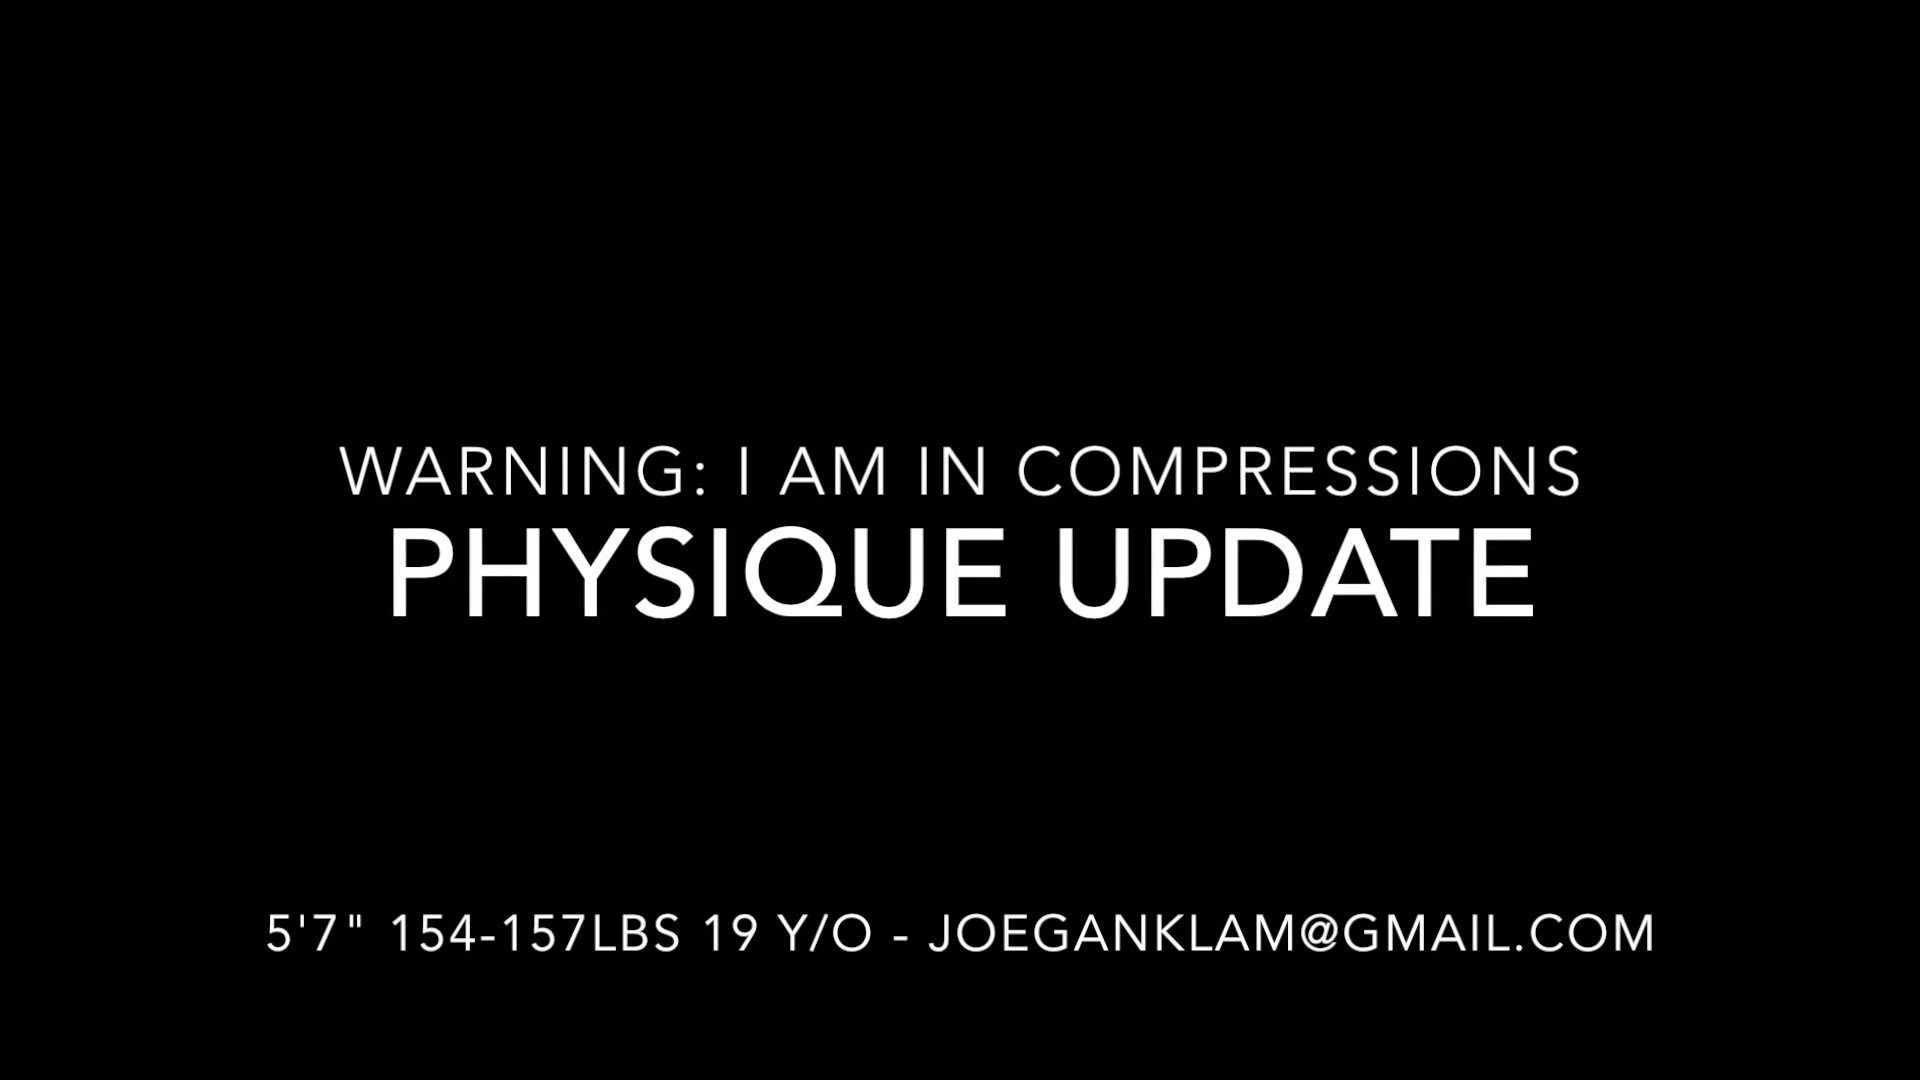 WARNING: I AM IN COMPRESSIONS
PHYSIQUE UPDATE
5'7" 154-157LBS 19 Y/O - JOEGANKLAM@GMAIL.COM